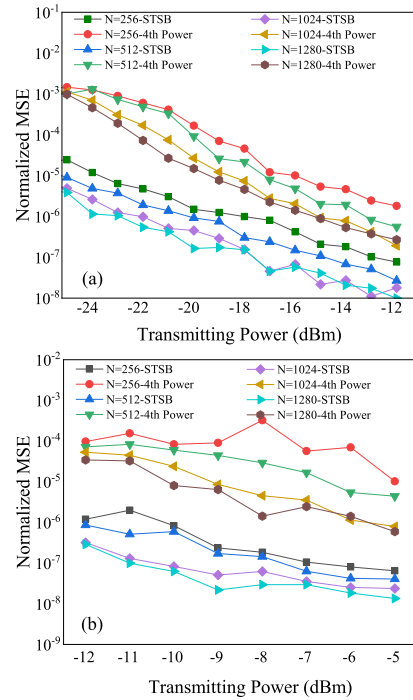 N=256-STSB N=1024-STSB
N=256-4th Power N=1024-4th Power
N=512-STSB N=1280-STSB
N=512-4th Power N=1280-4th Power
10⁻²
10⁻³
10⁻⁴
10⁻⁵
10⁻⁶
10⁻⁷
10⁻⁸
Normalized MSE
(a)
-24 -22 -20 -18 -16 -14 -12
Transmitting Power (dBm)
N=256-STSB N=1024-STSB
N=256-4th Power N=1024-4th Power
N=512-STSB N=1280-STSB
N=512-4th Power N=1280-4th Power
10⁻²
10⁻³
10⁻⁴
10⁻⁵
10⁻⁶
10⁻⁷
10⁻⁸
10⁻⁹
Normalized MSE
(b)
-12 -11 -10 -9 -8 -7 -6 -5
Transmitting Power (dBm)